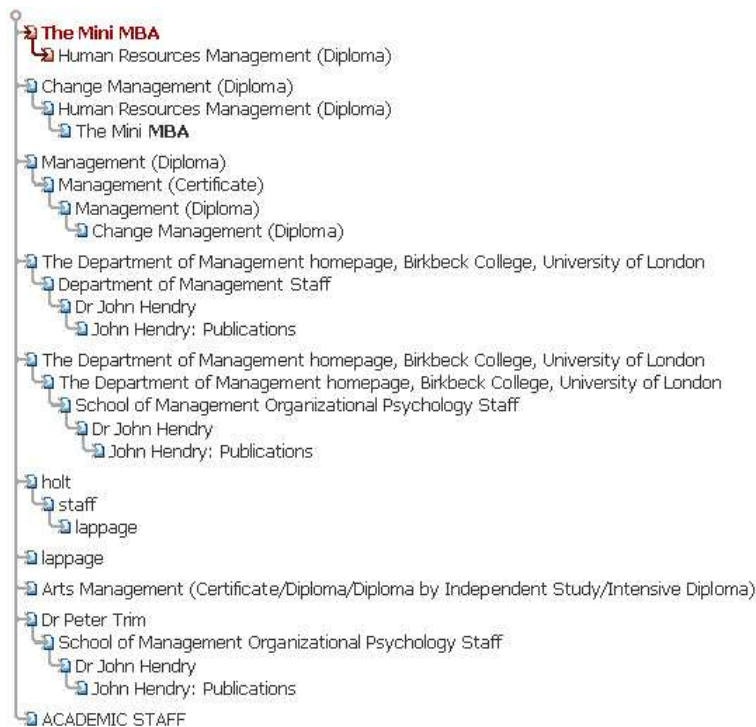 The Mini MBA
Human Resources Management (Diploma)
Change Management (Diploma)
Human Resources Management (Diploma)
The Mini MBA
Management (Diploma)
Management (Certificate)
Management (Diploma)
Change Management (Diploma)
The Department of Management homepage, Birkbeck College, University of London
Department of Management Staff
Dr John Hendry
John Hendry: Publications
The Department of Management homepage, Birkbeck College, University of London
The Department of Management homepage, Birkbeck College, University of London
School of Management Organizational Psychology Staff
Dr John Hendry
John Hendry: Publications
holt
staff
lappage
lappage
Arts Management (Certificate/Diploma/Diploma by Independent Study/Intensive Diploma)
Dr Peter Trim
School of Management Organizational Psychology Staff
Dr John Hendry
John Hendry: Publications
ACADEMIC STAFF